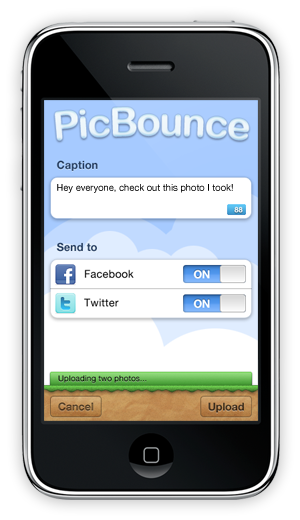 PicBounce
Caption
Hey everyone, check out this photo I took!
88
Send to
Facebook ON
Twitter ON
Uploading two photos...
Cancel Upload